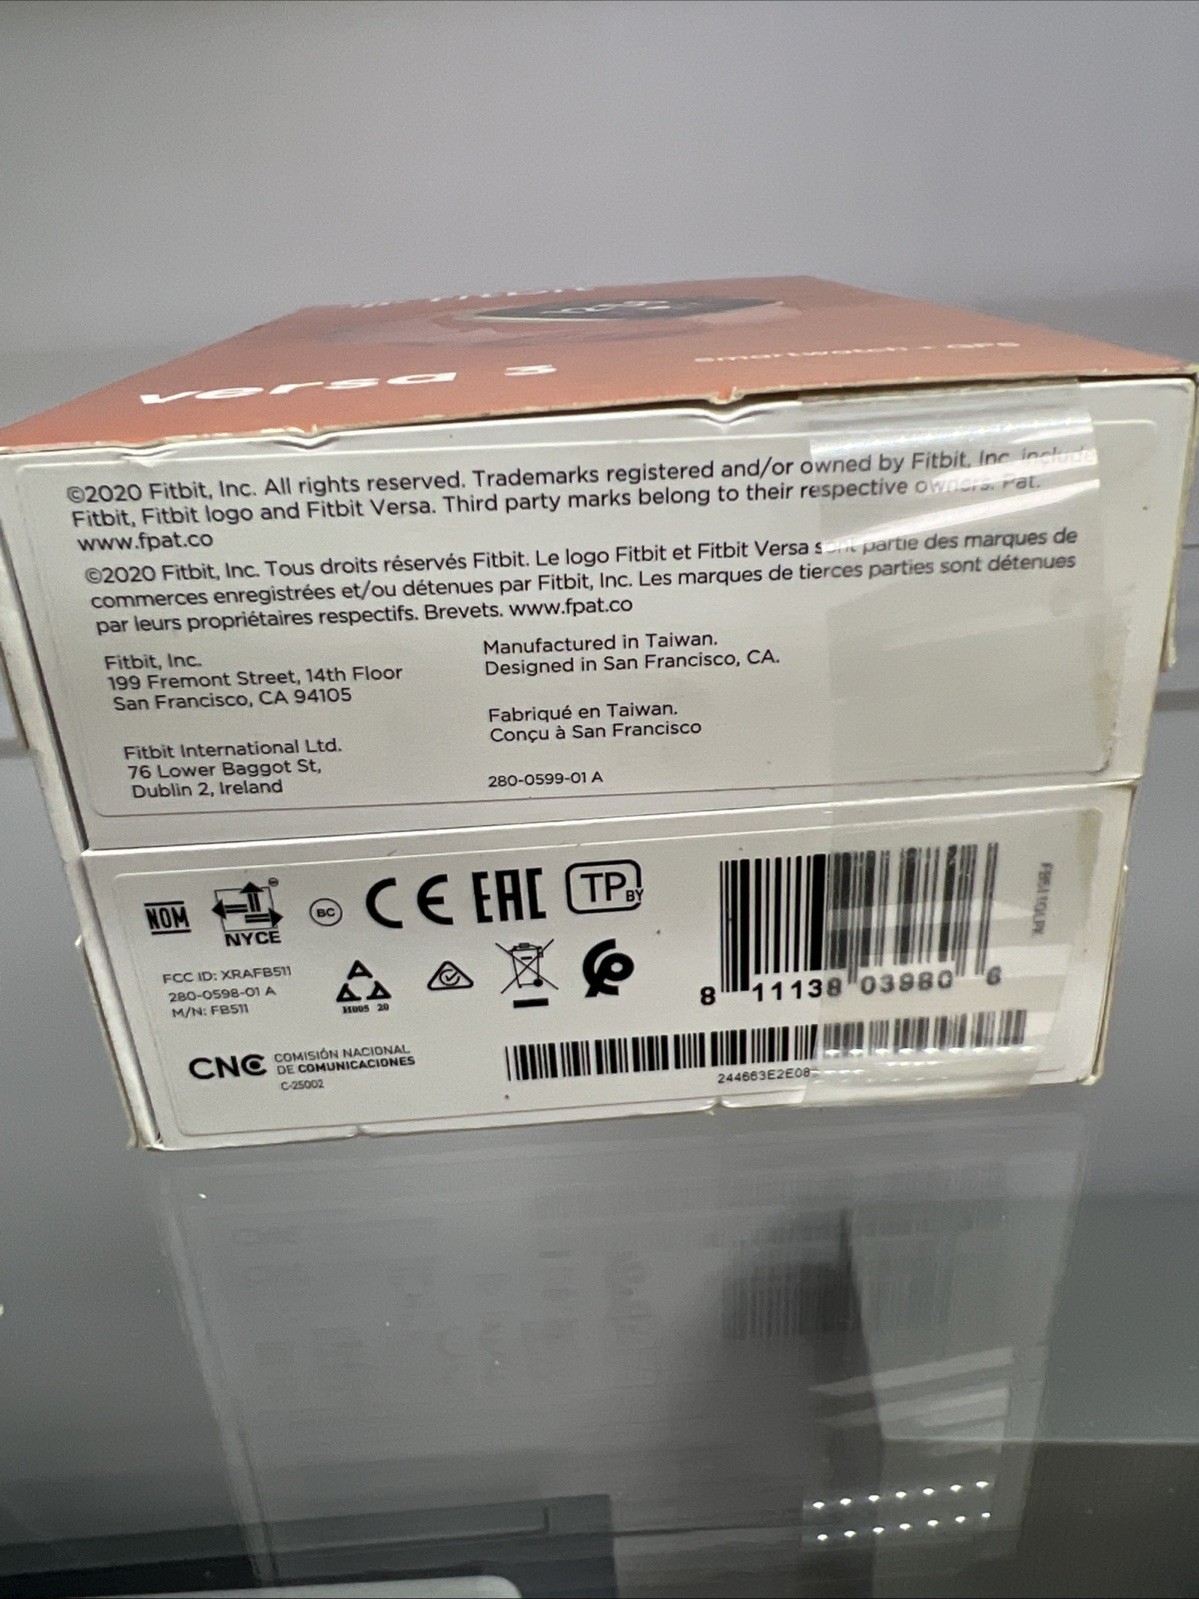 fitbit
versa 3
smartwatch + GPS
©2020 Fitbit, Inc. All rights reserved. Trademarks registered and/or owned by Fitbit, Inc. include
Fitbit, Fitbit logo and Fitbit Versa. Third party marks belong to their respective owners. Pat.
www.fpat.co
©2020 Fitbit, Inc. Tous droits réservés Fitbit. Le logo Fitbit et Fitbit Versa sont partie des marques de
commerces enregistrées et/ou détenues par Fitbit, Inc. Les marques de tierces parties sont détenues
par leurs propriétaires respectifs. Brevets. www.fpat.co
Fitbit, Inc.
199 Fremont Street, 14th Floor
San Francisco, CA 94105
Fitbit International Ltd.
76 Lower Baggot St,
Dublin 2, Ireland
Manufactured in Taiwan.
Designed in San Francisco, CA.
Fabriqué en Taiwan.
Conçu à San Francisco
280-0599-01 A
NOM
NYCE
BC
CE
EAC
TP BY
FCC ID: XRAFB511
280-0598-01 A
M/N: FB511
11005 20
CNC COMISIÓN NACIONAL
DE COMUNICACIONES
C-25002
8 11138 03980 6
244663E2E08